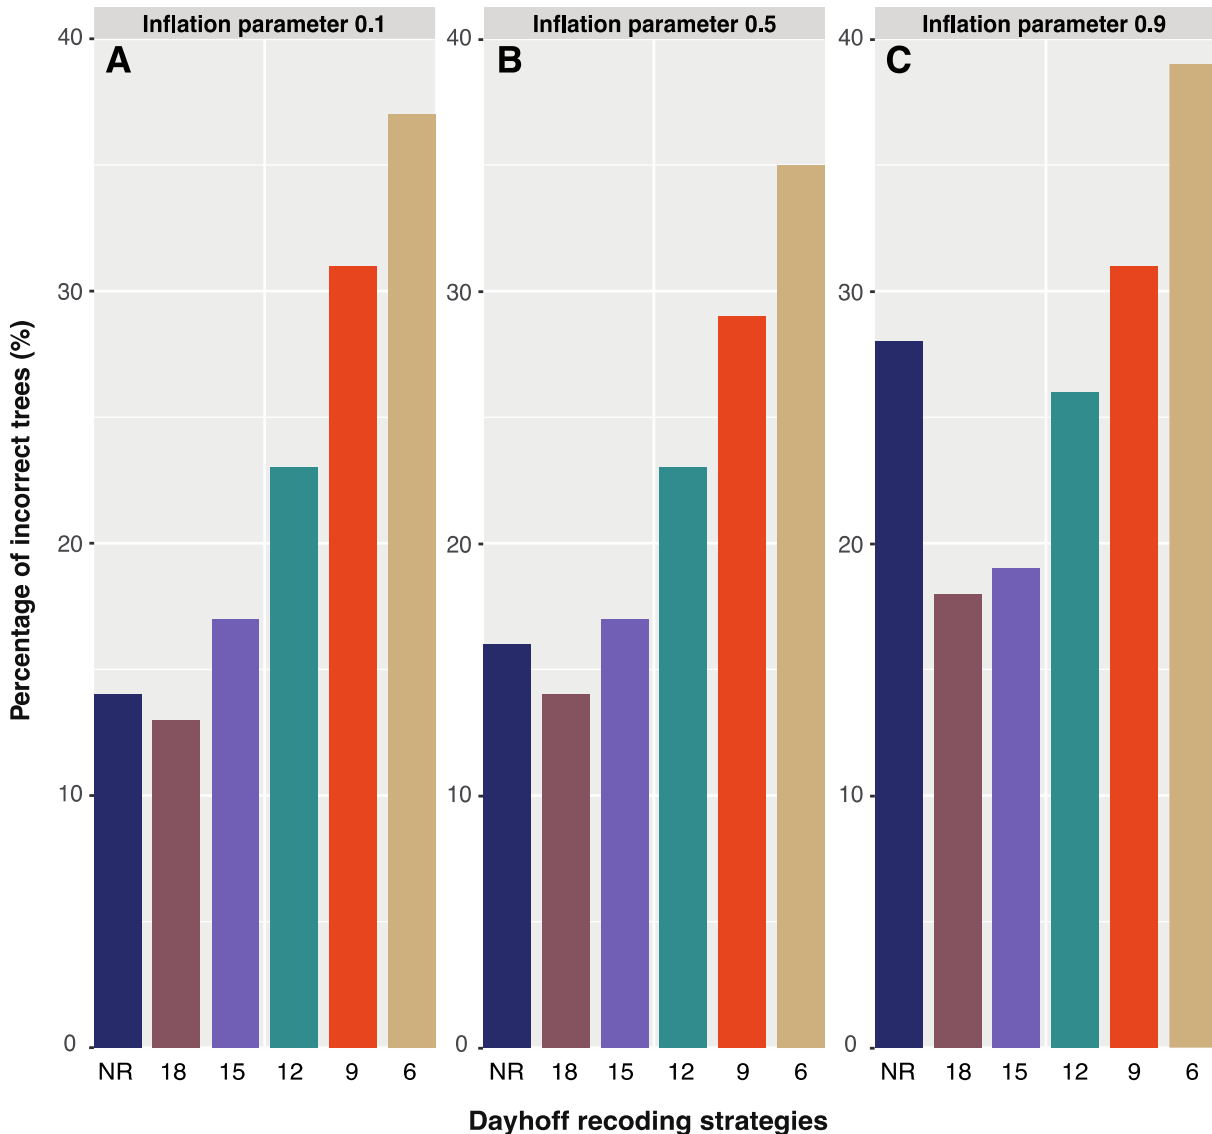 Inflation parameter 0.1
Inflation parameter 0.5
Inflation parameter 0.9
A
B
C
Percentage of incorrect trees (%)
40
30
20
10
0
40
30
20
10
0
40
30
20
10
0
NR 18 15 12 9 6
NR 18 15 12 9 6
NR 18 15 12 9 6
Dayhoff recoding strategies